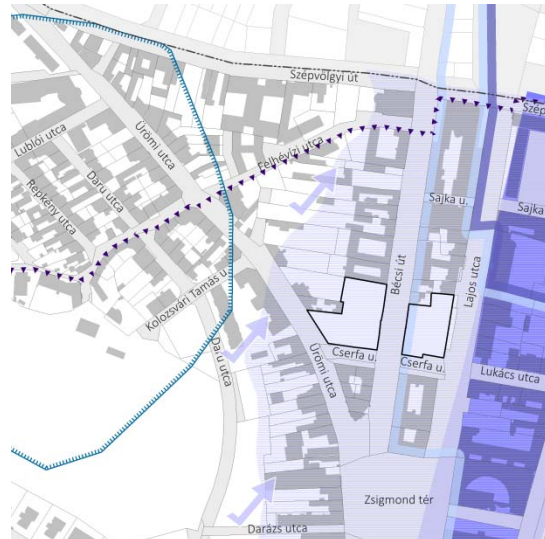 Szépvölgyi út
Szép
Lublói utca
Ürömi utca
Felhévízi utca
Daru utca
Repkény utca
Sajka u.
Sajka
Bécsi út
Lajos utca
Kolozsvári Tamás u.
Daru utca
Ürömi utca
Cserfa u.
Cserfa u.
Lukács utca
Zsigmond tér
Darázs utca